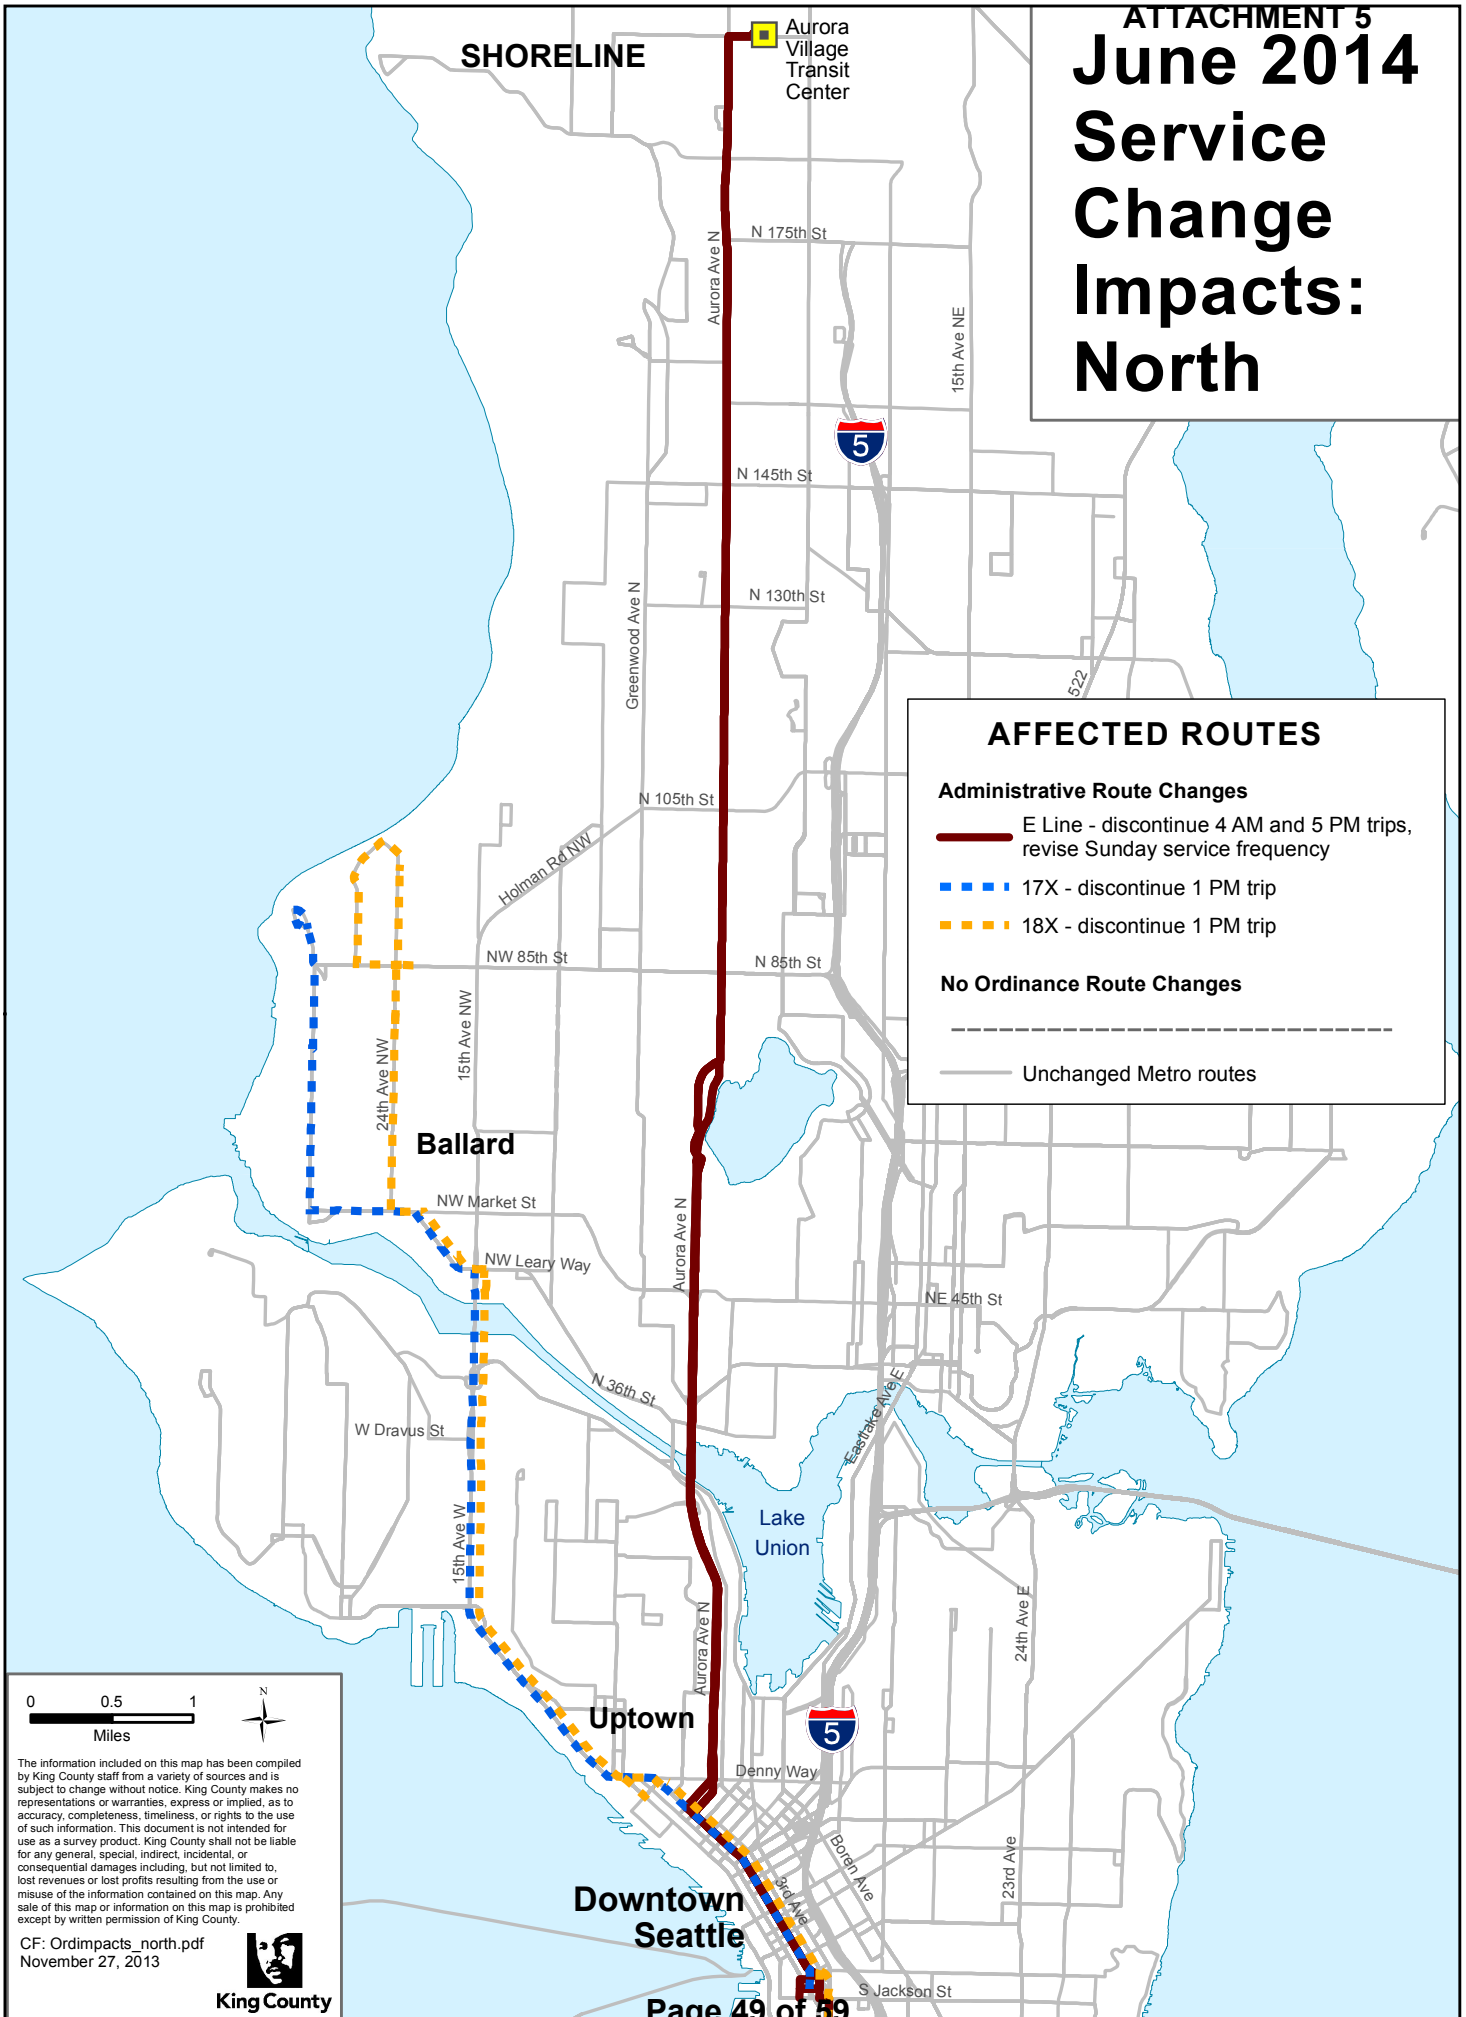 ATTACHMENT 5
June 2014
Service
Change
Impacts:
North
SHORELINE
Aurora
Village
Transit
Center
N 175th St
Aurora Ave N
15th Ave NE
5
N 145th St
N 130th St
Greenwood Ave N
522
AFFECTED ROUTES
Administrative Route Changes
E Line - discontinue 4 AM and 5 PM trips,
revise Sunday service frequency
17X - discontinue 1 PM trip
18X - discontinue 1 PM trip
No Ordinance Route Changes
Unchanged Metro routes
N 105th St
Holman Rd NW
NW 85th St
N 85th St
15th Ave NW
24th Ave NW
Ballard
NW Market St
Aurora Ave N
NW Leary Way
NE 45th St
N 36th St
Eastlake Ave E
W Dravus St
15th Ave W
Lake
Union
24th Ave E
Aurora Ave N
Uptown
5
Denny Way
Boren Ave
3rd Ave
23rd Ave
Downtown
Seattle
S Jackson St
Page 49 of 59
0 0.5 1
Miles
N
The information included on this map has been compiled
by King County staff from a variety of sources and is
subject to change without notice. King County makes no
representations or warranties, express or implied, as to
accuracy, completeness, timeliness, or rights to the use
of such information. This document is not intended for
use as a survey product. King County shall not be liable
for any general, special, indirect, incidental, or
consequential damages including, but not limited to,
lost revenues or lost profits resulting from the use or
misuse of the information contained on this map. Any
sale of this map or information on this map is prohibited
except by written permission of King County.
CF: Ordimpacts_north.pdf
November 27, 2013
King County